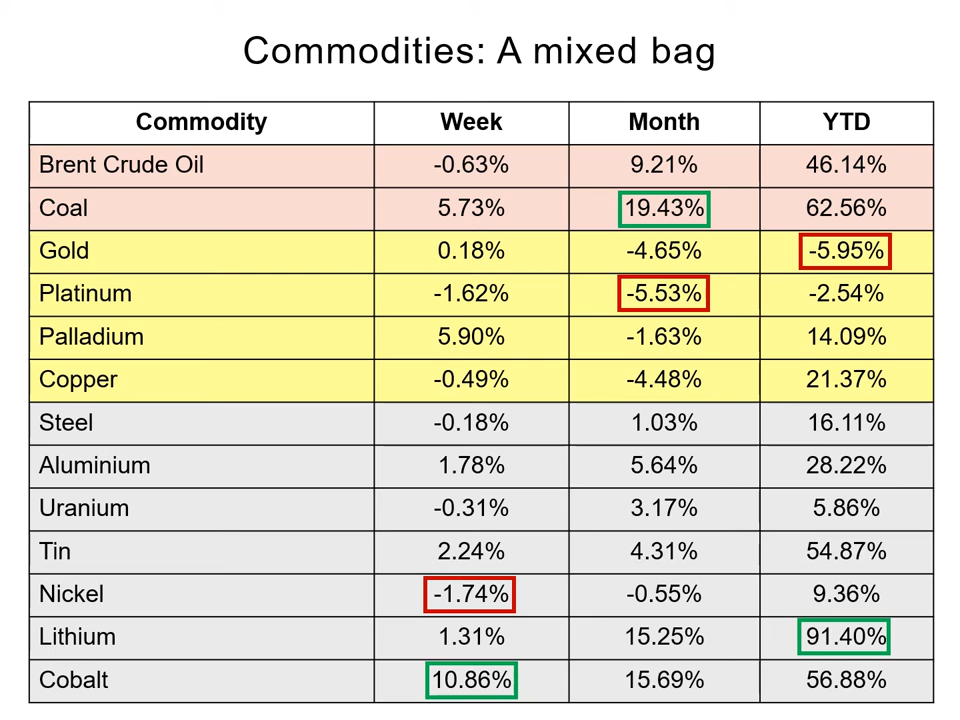 Commodities: A mixed bag
Commodity Week Month YTD
Brent Crude Oil -0.63% 9.21% 46.14%
Coal 5.73% 19.43% 62.56%
Gold 0.18% -4.65% -5.95%
Platinum -1.62% -5.53% -2.54%
Palladium 5.90% -1.63% 14.09%
Copper -0.49% -4.48% 21.37%
Steel -0.18% 1.03% 16.11%
Aluminium 1.78% 5.64% 28.22%
Uranium -0.31% 3.17% 5.86%
Tin 2.24% 4.31% 54.87%
Nickel -1.74% -0.55% 9.36%
Lithium 1.31% 15.25% 91.40%
Cobalt 10.86% 15.69% 56.88%